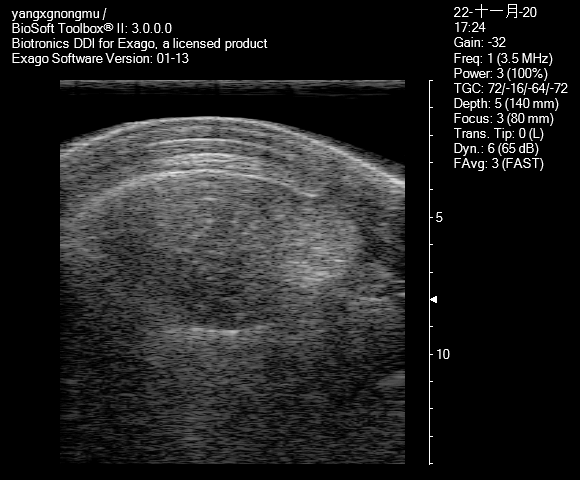 yangxgnongmu /
BioSoft Toolbox® II: 3.0.0.0
Biotronics DDI for Exago, a licensed product
Exago Software Version: 01-13
22-十一月-20
17:24
Gain: -32
Freq: 1 (3.5 MHz)
Power: 3 (100%)
TGC: 72/-16/-64/-72
Depth: 5 (140 mm)
Focus: 3 (80 mm)
Trans. Tip: 0 (L)
Dyn.: 6 (65 dB)
FAvg: 3 (FAST)
5
10